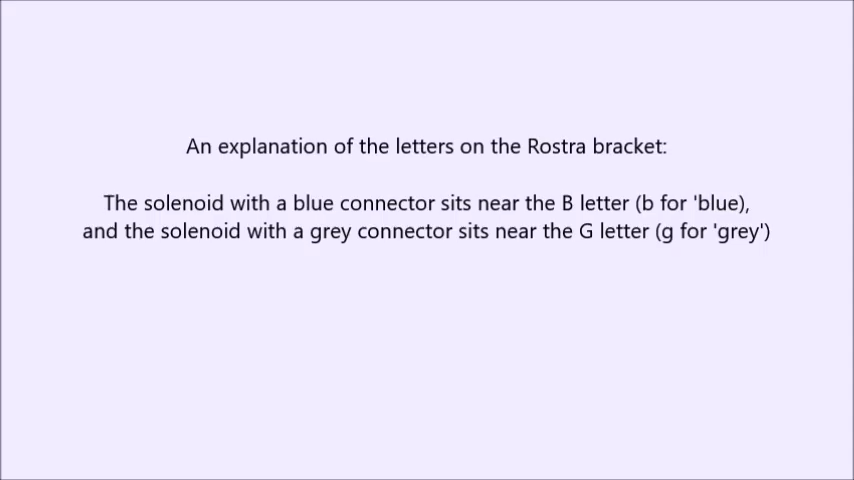 An explanation of the letters on the Rostra bracket:
The solenoid with a blue connector sits near the B letter (b for 'blue),
and the solenoid with a grey connector sits near the G letter (g for 'grey')